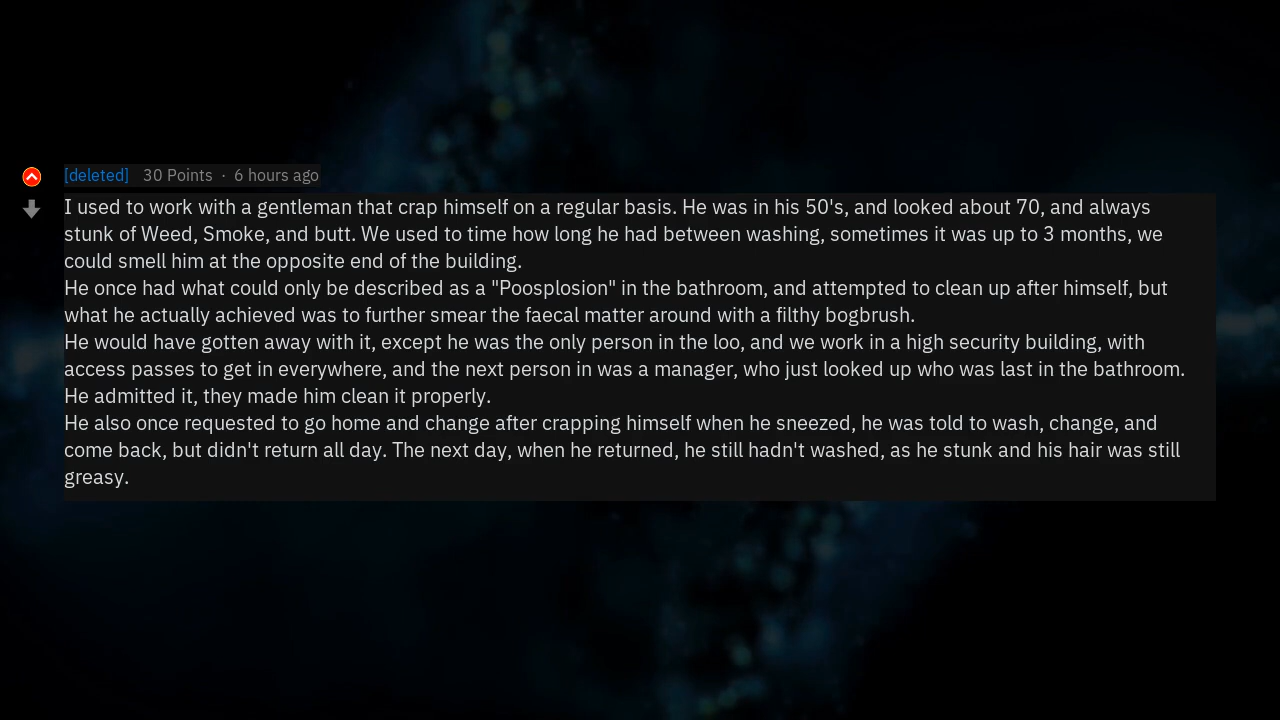 [deleted] 30 Points · 6 hours ago
I used to work with a gentleman that crap himself on a regular basis. He was in his 50's, and looked about 70, and always
stunk of Weed, Smoke, and butt. We used to time how long he had between washing, sometimes it was up to 3 months, we
could smell him at the opposite end of the building.
He once had what could only be described as a "Poosplosion" in the bathroom, and attempted to clean up after himself, but
what he actually achieved was to further smear the faecal matter around with a filthy bogbrush.
He would have gotten away with it, except he was the only person in the loo, and we work in a high security building, with
access passes to get in everywhere, and the next person in was a manager, who just looked up who was last in the bathroom.
He admitted it, they made him clean it properly.
He also once requested to go home and change after crapping himself when he sneezed, he was told to wash, change, and
come back, but didn't return all day. The next day, when he returned, he still hadn't washed, as he stunk and his hair was still
greasy.